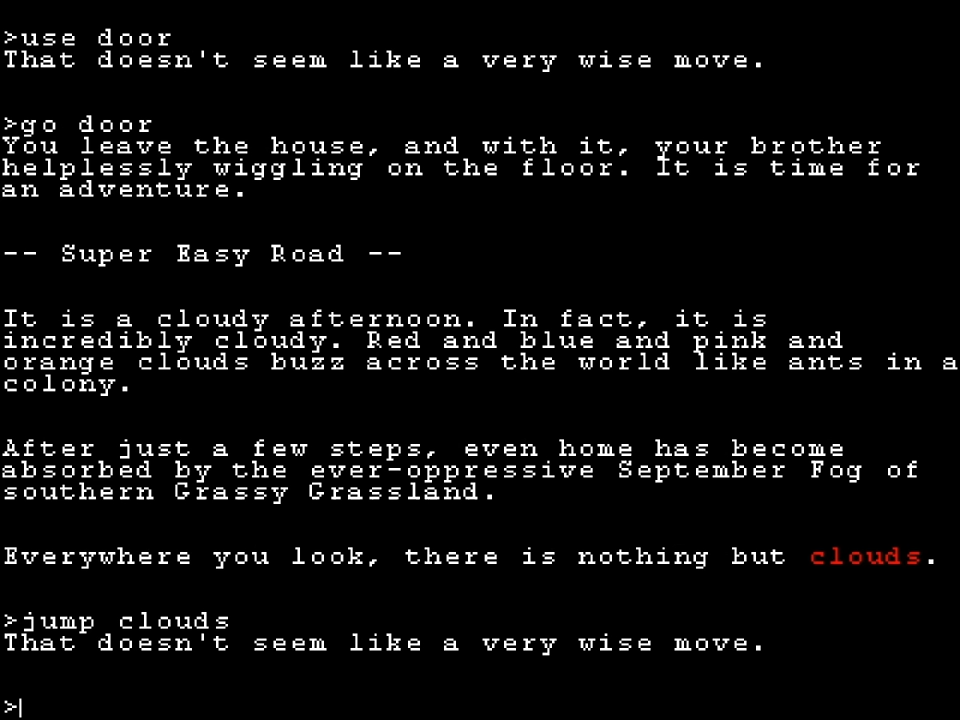 >use door
That doesn't seem like a very wise move.
>go door
You leave the house, and with it, your brother
helplessly wiggling on the floor. It is time for
an adventure.
-- Super Easy Road --
It is a cloudy afternoon. In fact, it is
incredibly cloudy. Red and blue and pink and
orange clouds buzz across the world like ants in a
colony.
After just a few steps, even home has become
absorbed by the ever-oppressive September Fog of
southern Grassy Grassland.
Everywhere you look, there is nothing but clouds.
>jump clouds
That doesn't seem like a very wise move.
>